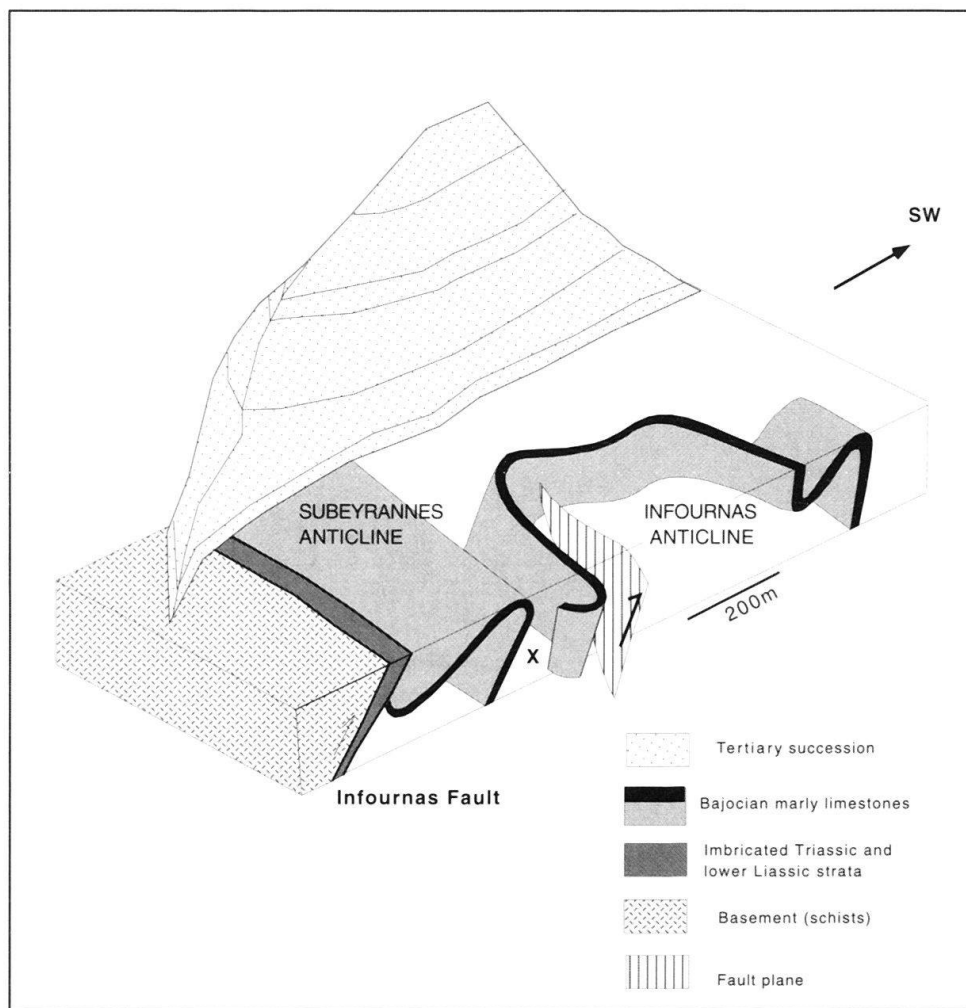 SW
SUBEYRANNES
ANTICLINE
INFOURNAS
ANTICLINE
200m
X
Infournas Fault
Tertiary succession
Bajocian marly limestones
Imbricated Triassic and
lower Liassic strata
Basement (schists)
Fault plane